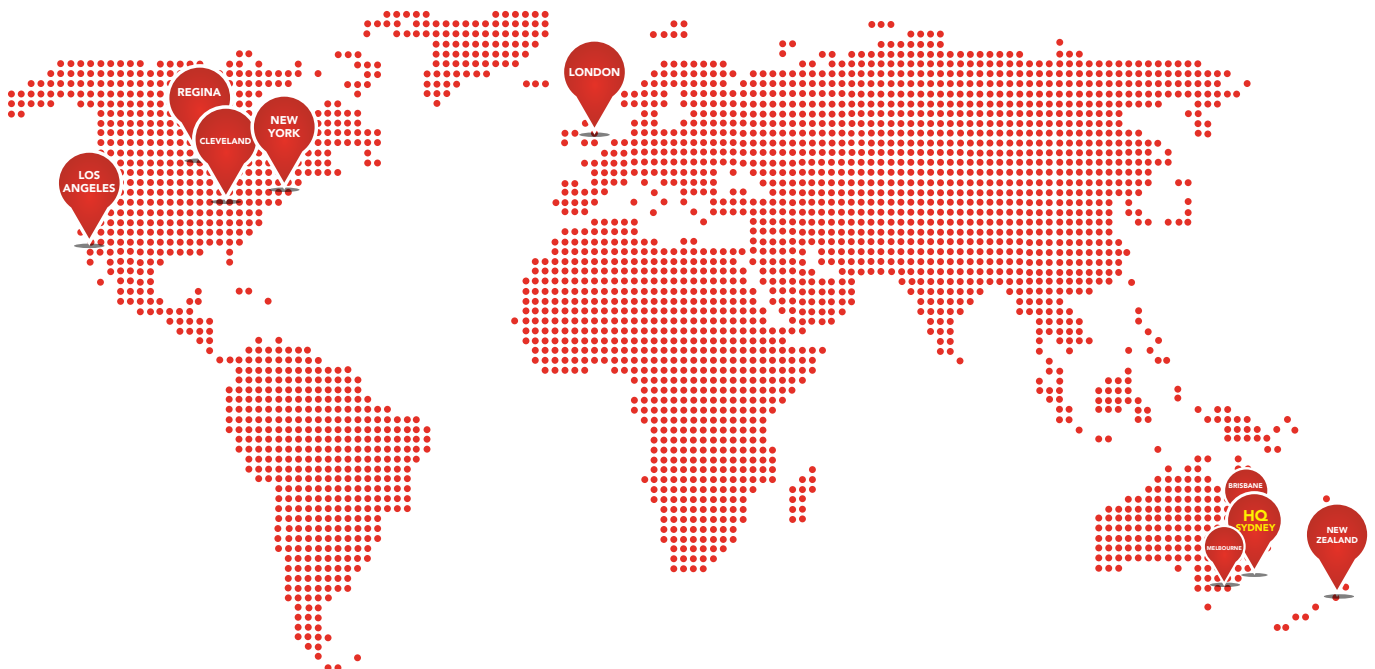 LONDON
REGINA
NEW
YORK
CLEVELAND
LOS
ANGELES
BRISBANE
HQ
SYDNEY
NEW
ZEALAND
MELBOURNE